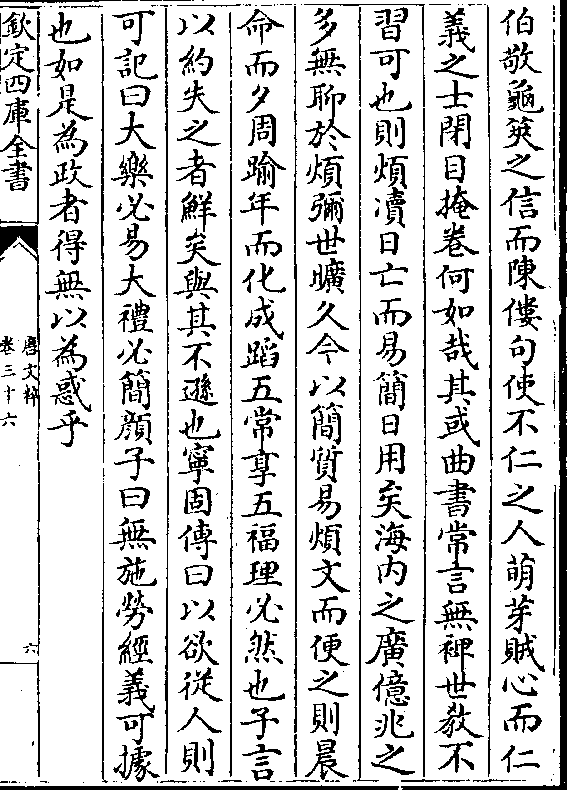 伯敬龜筴之信而陳僂句使不仁之人萌芽賊心而仁
義之士閉目掩卷何如哉其或曲書常言無裨世教不
習可也則煩瀆日亡而易簡日用矣海內之廣億兆之
多無聊於煩彌世曠久今以簡質易煩文而便之則晨
命而夕周踰年而化成蹈五常享五福理必然也子言
以約失之者鮮矣與其不遜也寧固傳曰以欲從人則
可記曰大樂必易大禮必簡顏子曰無施勞經義可據
也如是為政者得無以為惑乎
欽定四庫全書
唐文粹
卷三十六
六